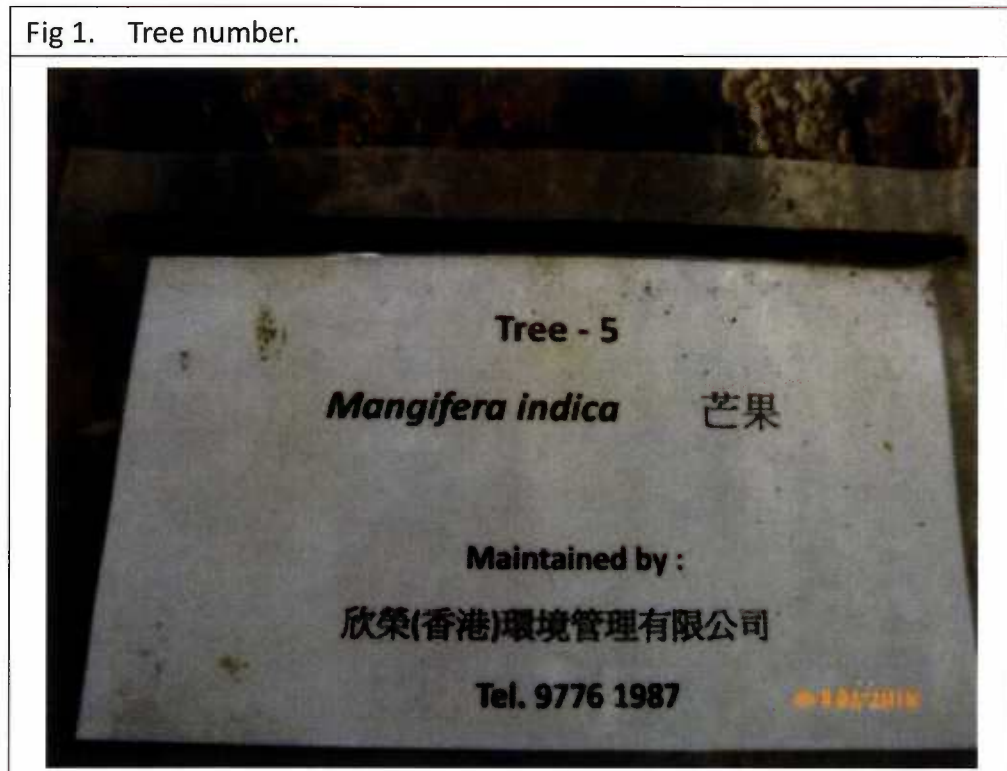 Fig 1. Tree number.
Tree - 5
Mangifera indica 芒果
Maintained by :
欣榮(香港)環境管理有限公司
Tel. 9776 1987